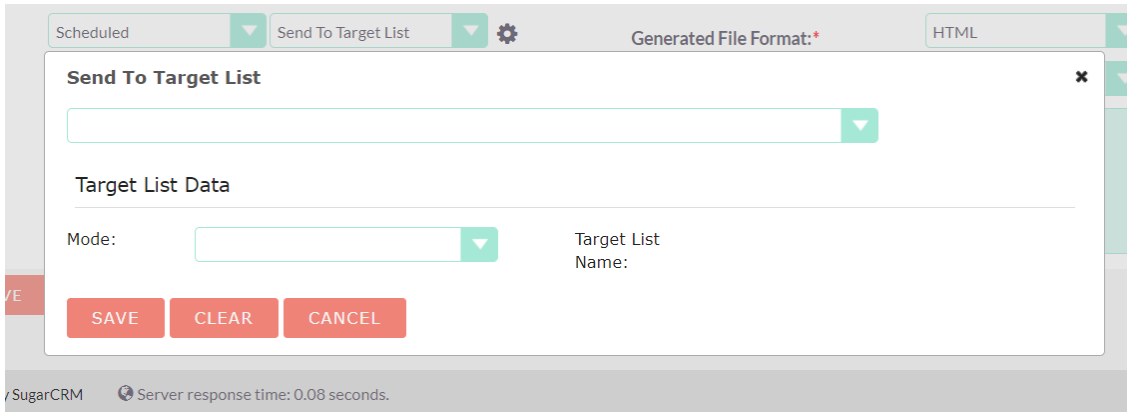 Scheduled Send To Target List Generated File Format:* HTML
Send To Target List
Target List Data
Mode: Target List
Name:
VE SAVE CLEAR CANCEL
y SugarCRM Server response time: 0.08 seconds.